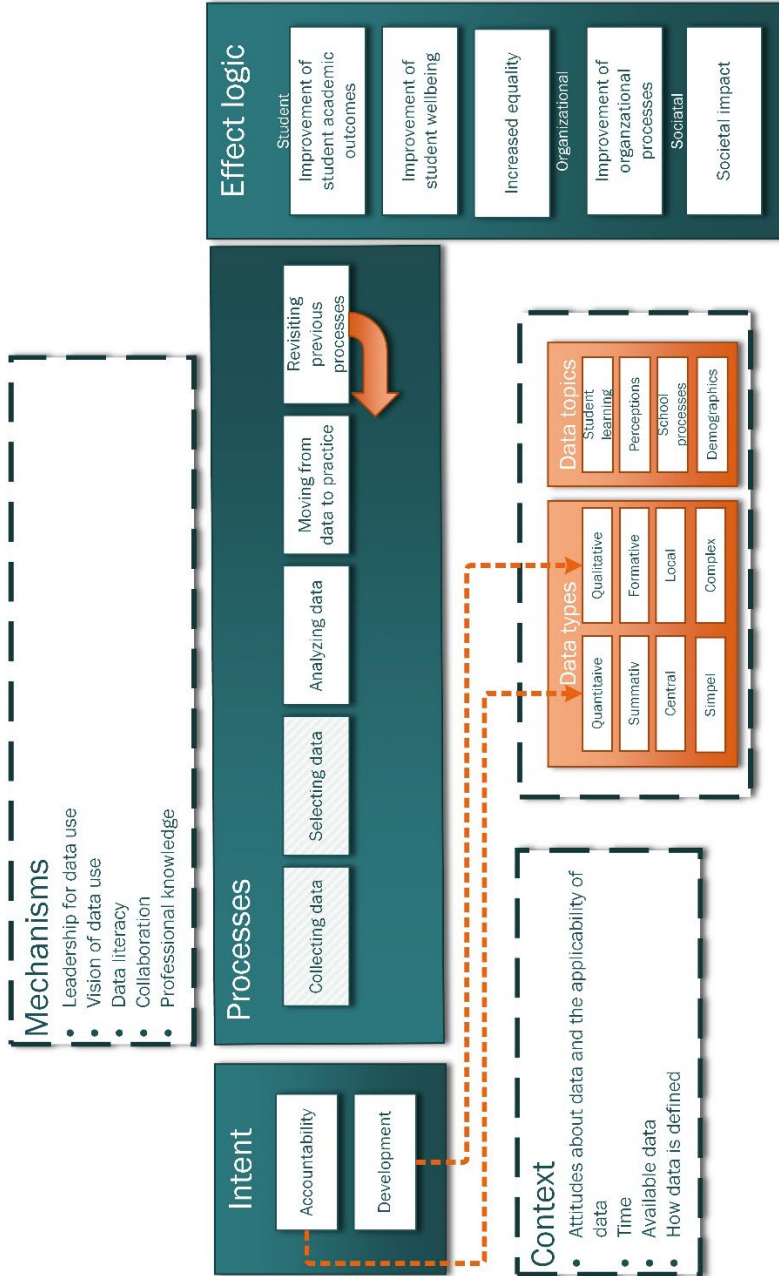 Mechanisms
• Leadership for data use
• Vision of data use
• Data literacy
• Collaboration
• Professional knowledge
Intent
Accountability
Development
Processes
Collecting data
Selecting data
Analyzing data
Moving from
data to practice
Revisiting
previous
processes
Effect logic
Student
Improvement of
student academic
outcomes
Improvement of
student wellbeing
Increased equality
Organizational
Improvement of
organzational
processes
Societal
Societal impact
Context
• Attitudes about data and the applicability of
data
• Time
• Available data
• How data is defined
Data types
Quantitaive
Qualitative
Summativ
Formative
Central
Local
Simpel
Complex
Data topics
Student
learning
Perceptions
School
processes
Demographics